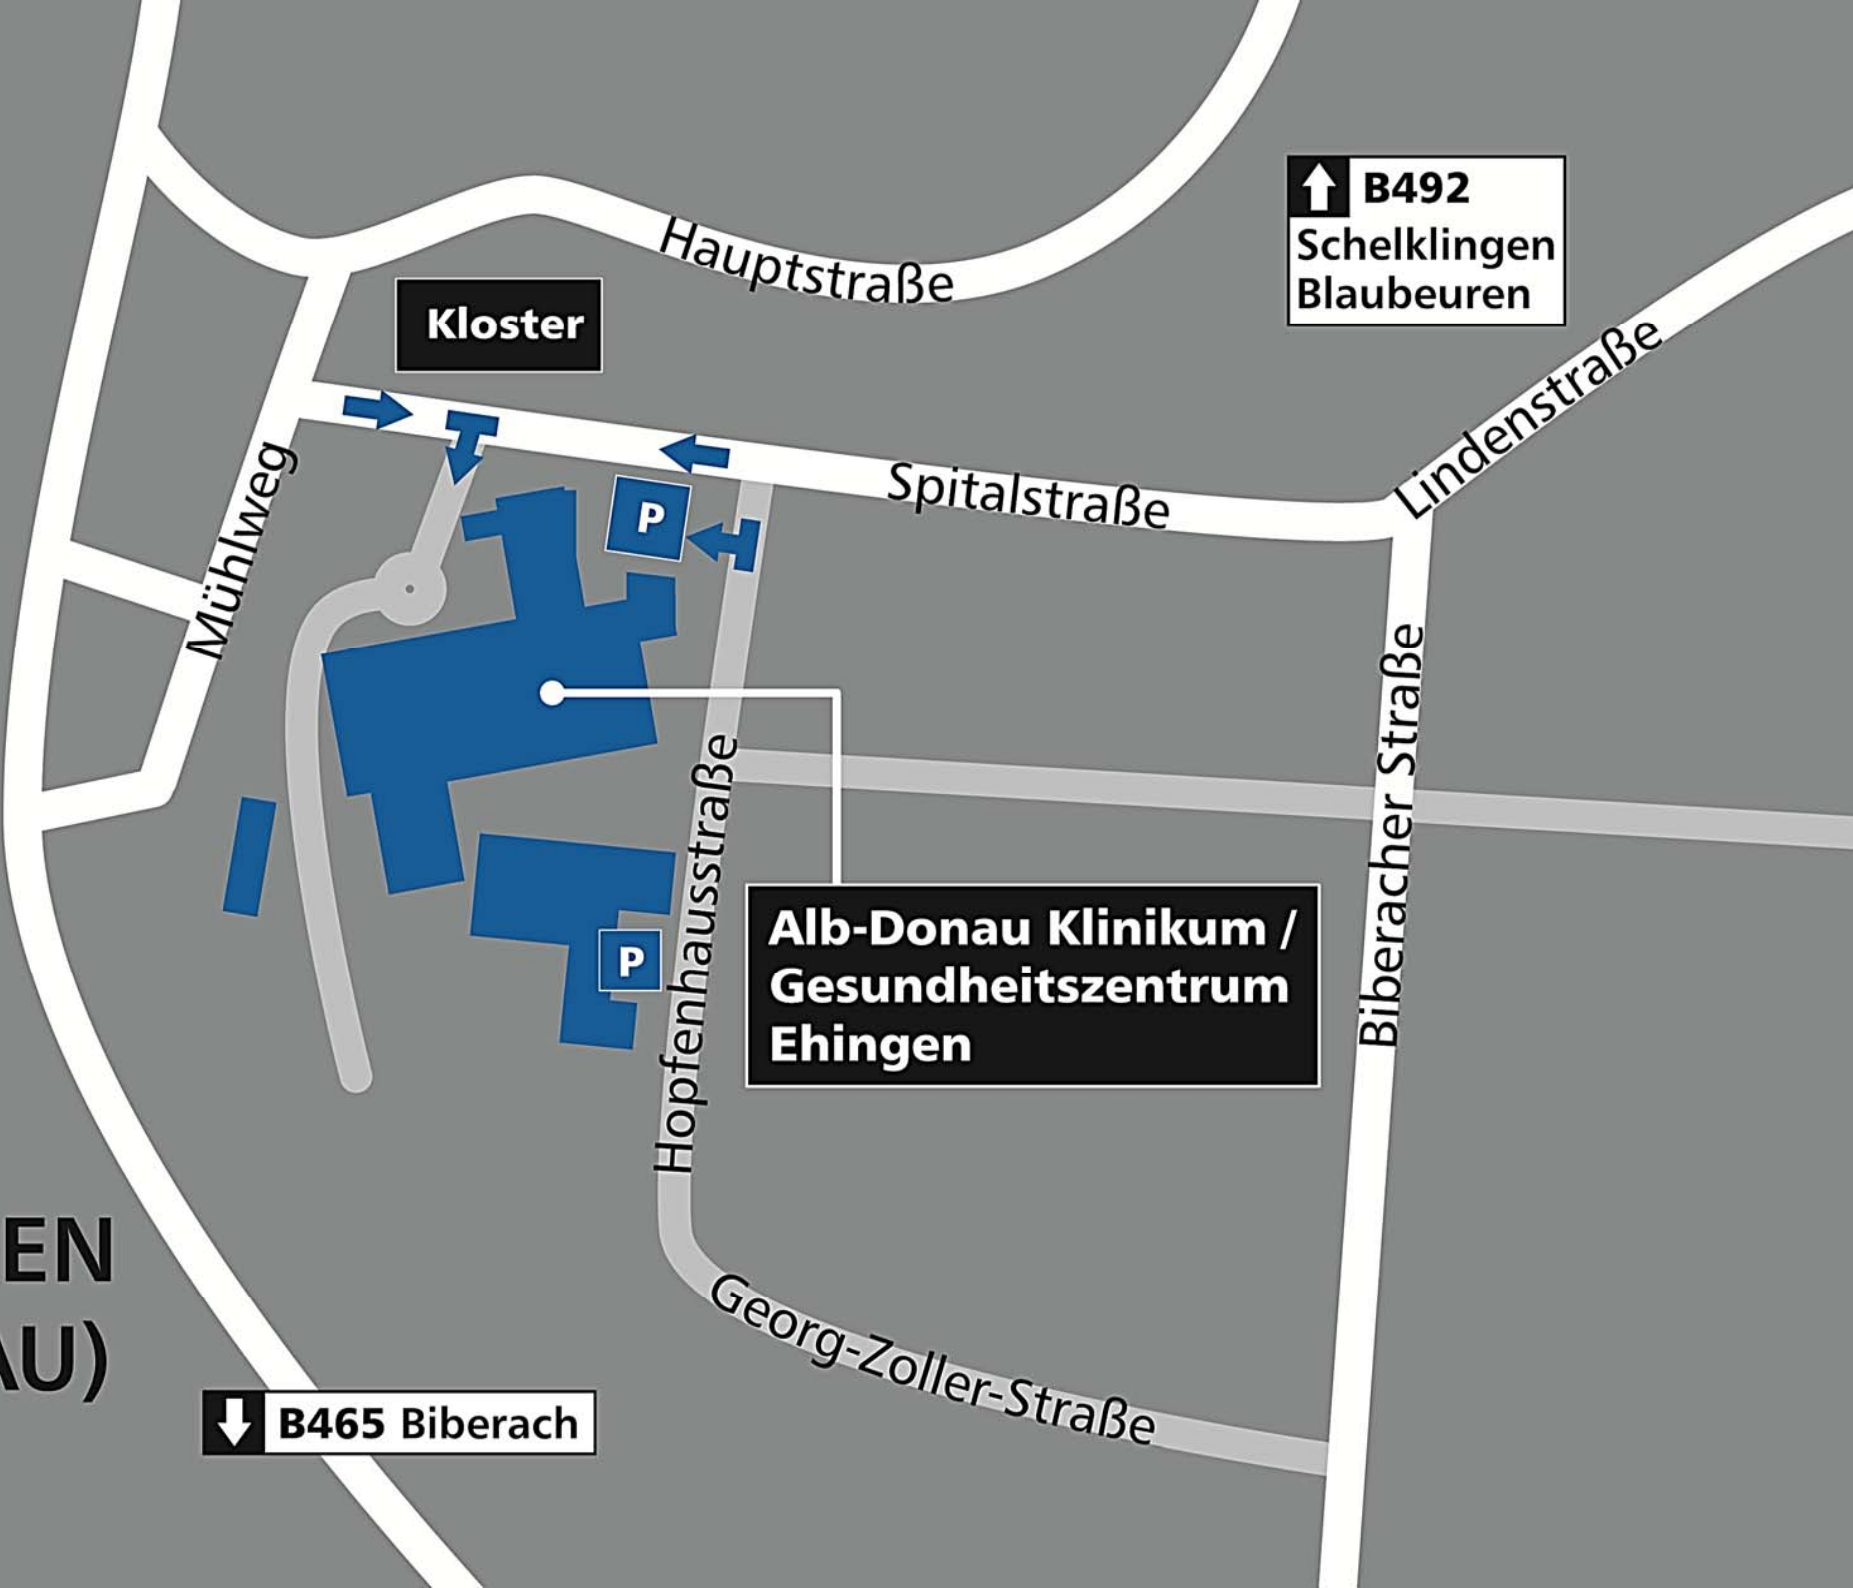 Hauptstraße
B492
Schelklingen
Blaubeuren
Kloster
Lindenstraße
Mühlweg
Spitalstraße
P
Biberacher Straße
Hopfenhausstraße
Alb-Donau Klinikum /
Gesundheitszentrum
Ehingen
P
EN
AU)
Georg-Zoller-Straße
B465 Biberach